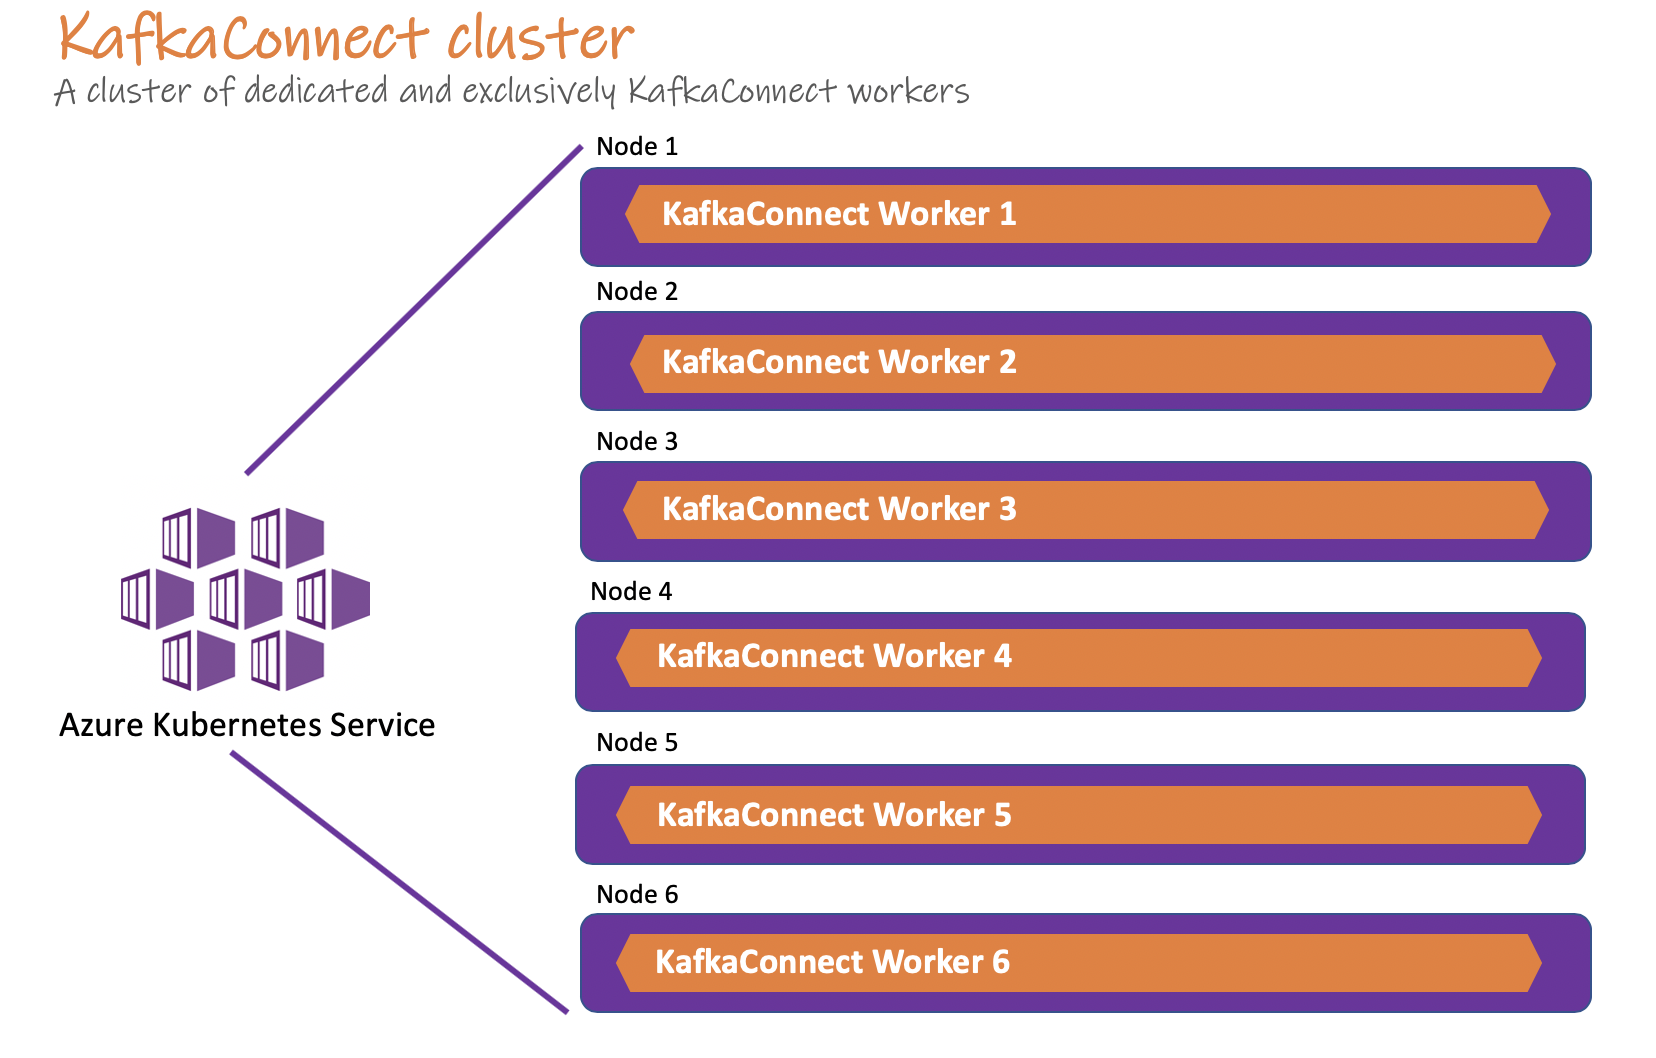 KafkaConnect cluster
A cluster of dedicated and exclusively KafkaConnect workers
Node 1
KafkaConnect Worker 1
Node 2
KafkaConnect Worker 2
Node 3
KafkaConnect Worker 3
Node 4
KafkaConnect Worker 4
Azure Kubernetes Service
Node 5
KafkaConnect Worker 5
Node 6
KafkaConnect Worker 6